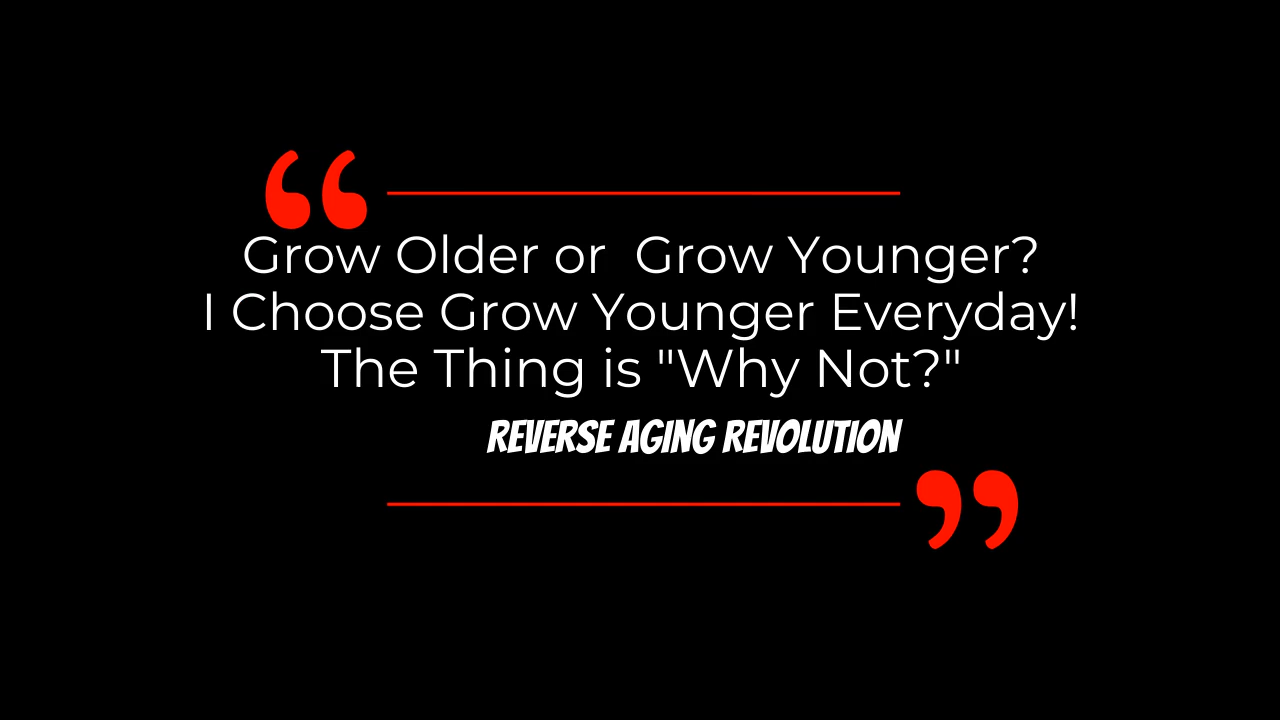 Grow Older or  Grow Younger?
I Choose Grow Younger Everyday!
The Thing is "Why Not?"
REVERSE AGING REVOLUTION